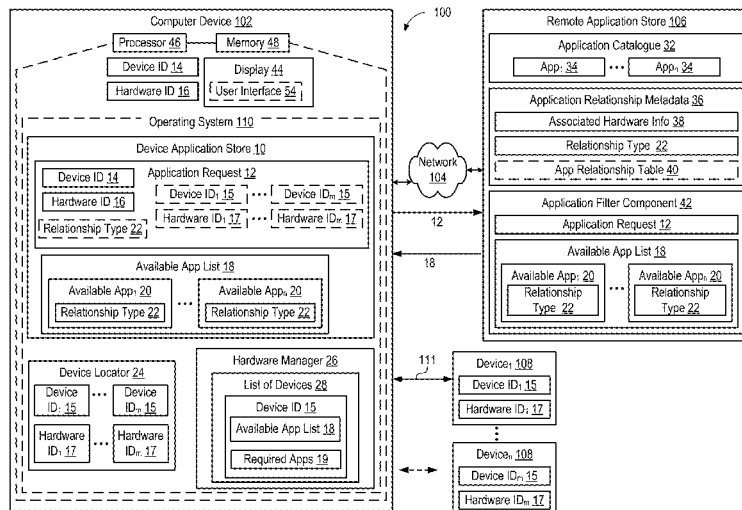 Computer Device 102
Processor 46
Memory 48
Device ID 14
Hardware ID 16
Display 44
User Interface 54
Operating System 110
Device Application Store 10
Application Request 12
Device ID 14
Hardware ID 16
Relationship Type 22
Device ID1 15 ••• Device IDm 15
Hardware ID1 17 ••• Hardware IDm 17
Available App List 18
Available App1 20 ••• Available Appn 20
Relationship Type 22
Relationship Type 22
Device Locator 24
Device ID1 15 ••• Device IDm 15
Hardware ID1 17 ••• Hardware IDm 17
Hardware Manager 26
List of Devices 28
Device ID 15
Available App List 18
Required Apps 19
100
Network 104
12
18
111
Remote Application Store 106
Application Catalogue 32
App1 34 ••• Appn 34
Application Relationship Metadata 36
Associated Hardware Info 38
Relationship Type 22
App Relationship Table 40
Application Filter Component 42
Application Request 12
Available App List 18
Available App1 20 ••• Available Appn 20
Relationship Type 22
Relationship Type 22
Device1 108
Device ID1 15
Hardware ID1 17
Devicen 108
Device IDm 15
Hardware IDm 17